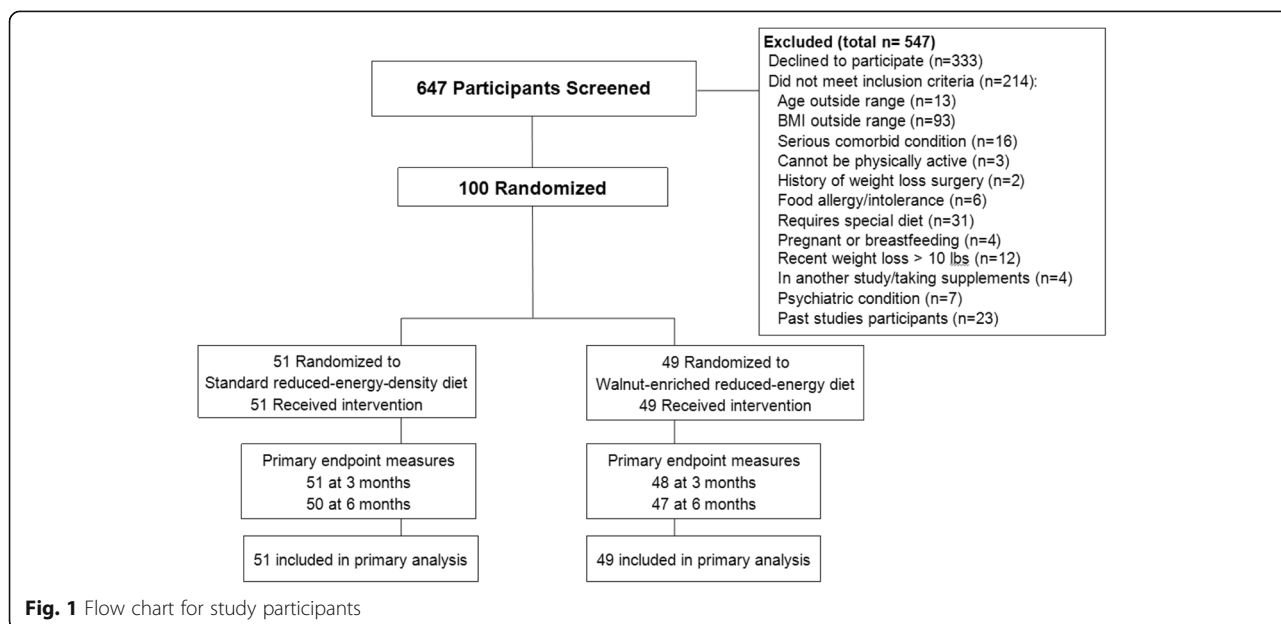 647 Participants Screened
Excluded (total n= 547)
Declined to participate (n=333)
Did not meet inclusion criteria (n=214):
Age outside range (n=13)
BMI outside range (n=93)
Serious comorbid condition (n=16)
Cannot be physically active (n=3)
History of weight loss surgery (n=2)
Food allergy/intolerance (n=6)
Requires special diet (n=31)
Pregnant or breastfeeding (n=4)
Recent weight loss > 10 lbs (n=12)
In another study/taking supplements (n=4)
Psychiatric condition (n=7)
Past studies participants (n=23)
100 Randomized
51 Randomized to
Standard reduced-energy-density diet
51 Received intervention
49 Randomized to
Walnut-enriched reduced-energy diet
49 Received intervention
Primary endpoint measures
51 at 3 months
50 at 6 months
Primary endpoint measures
48 at 3 months
47 at 6 months
51 included in primary analysis
49 included in primary analysis
Fig. 1 Flow chart for study participants